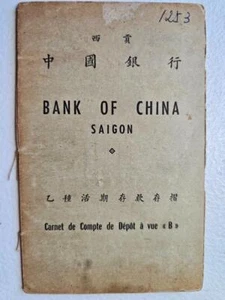 1253
西貢
中國銀行
BANK OF CHINA
SAIGON
乙種活期存款存摺
Carnet de Compte de Dépôt à vue « B »